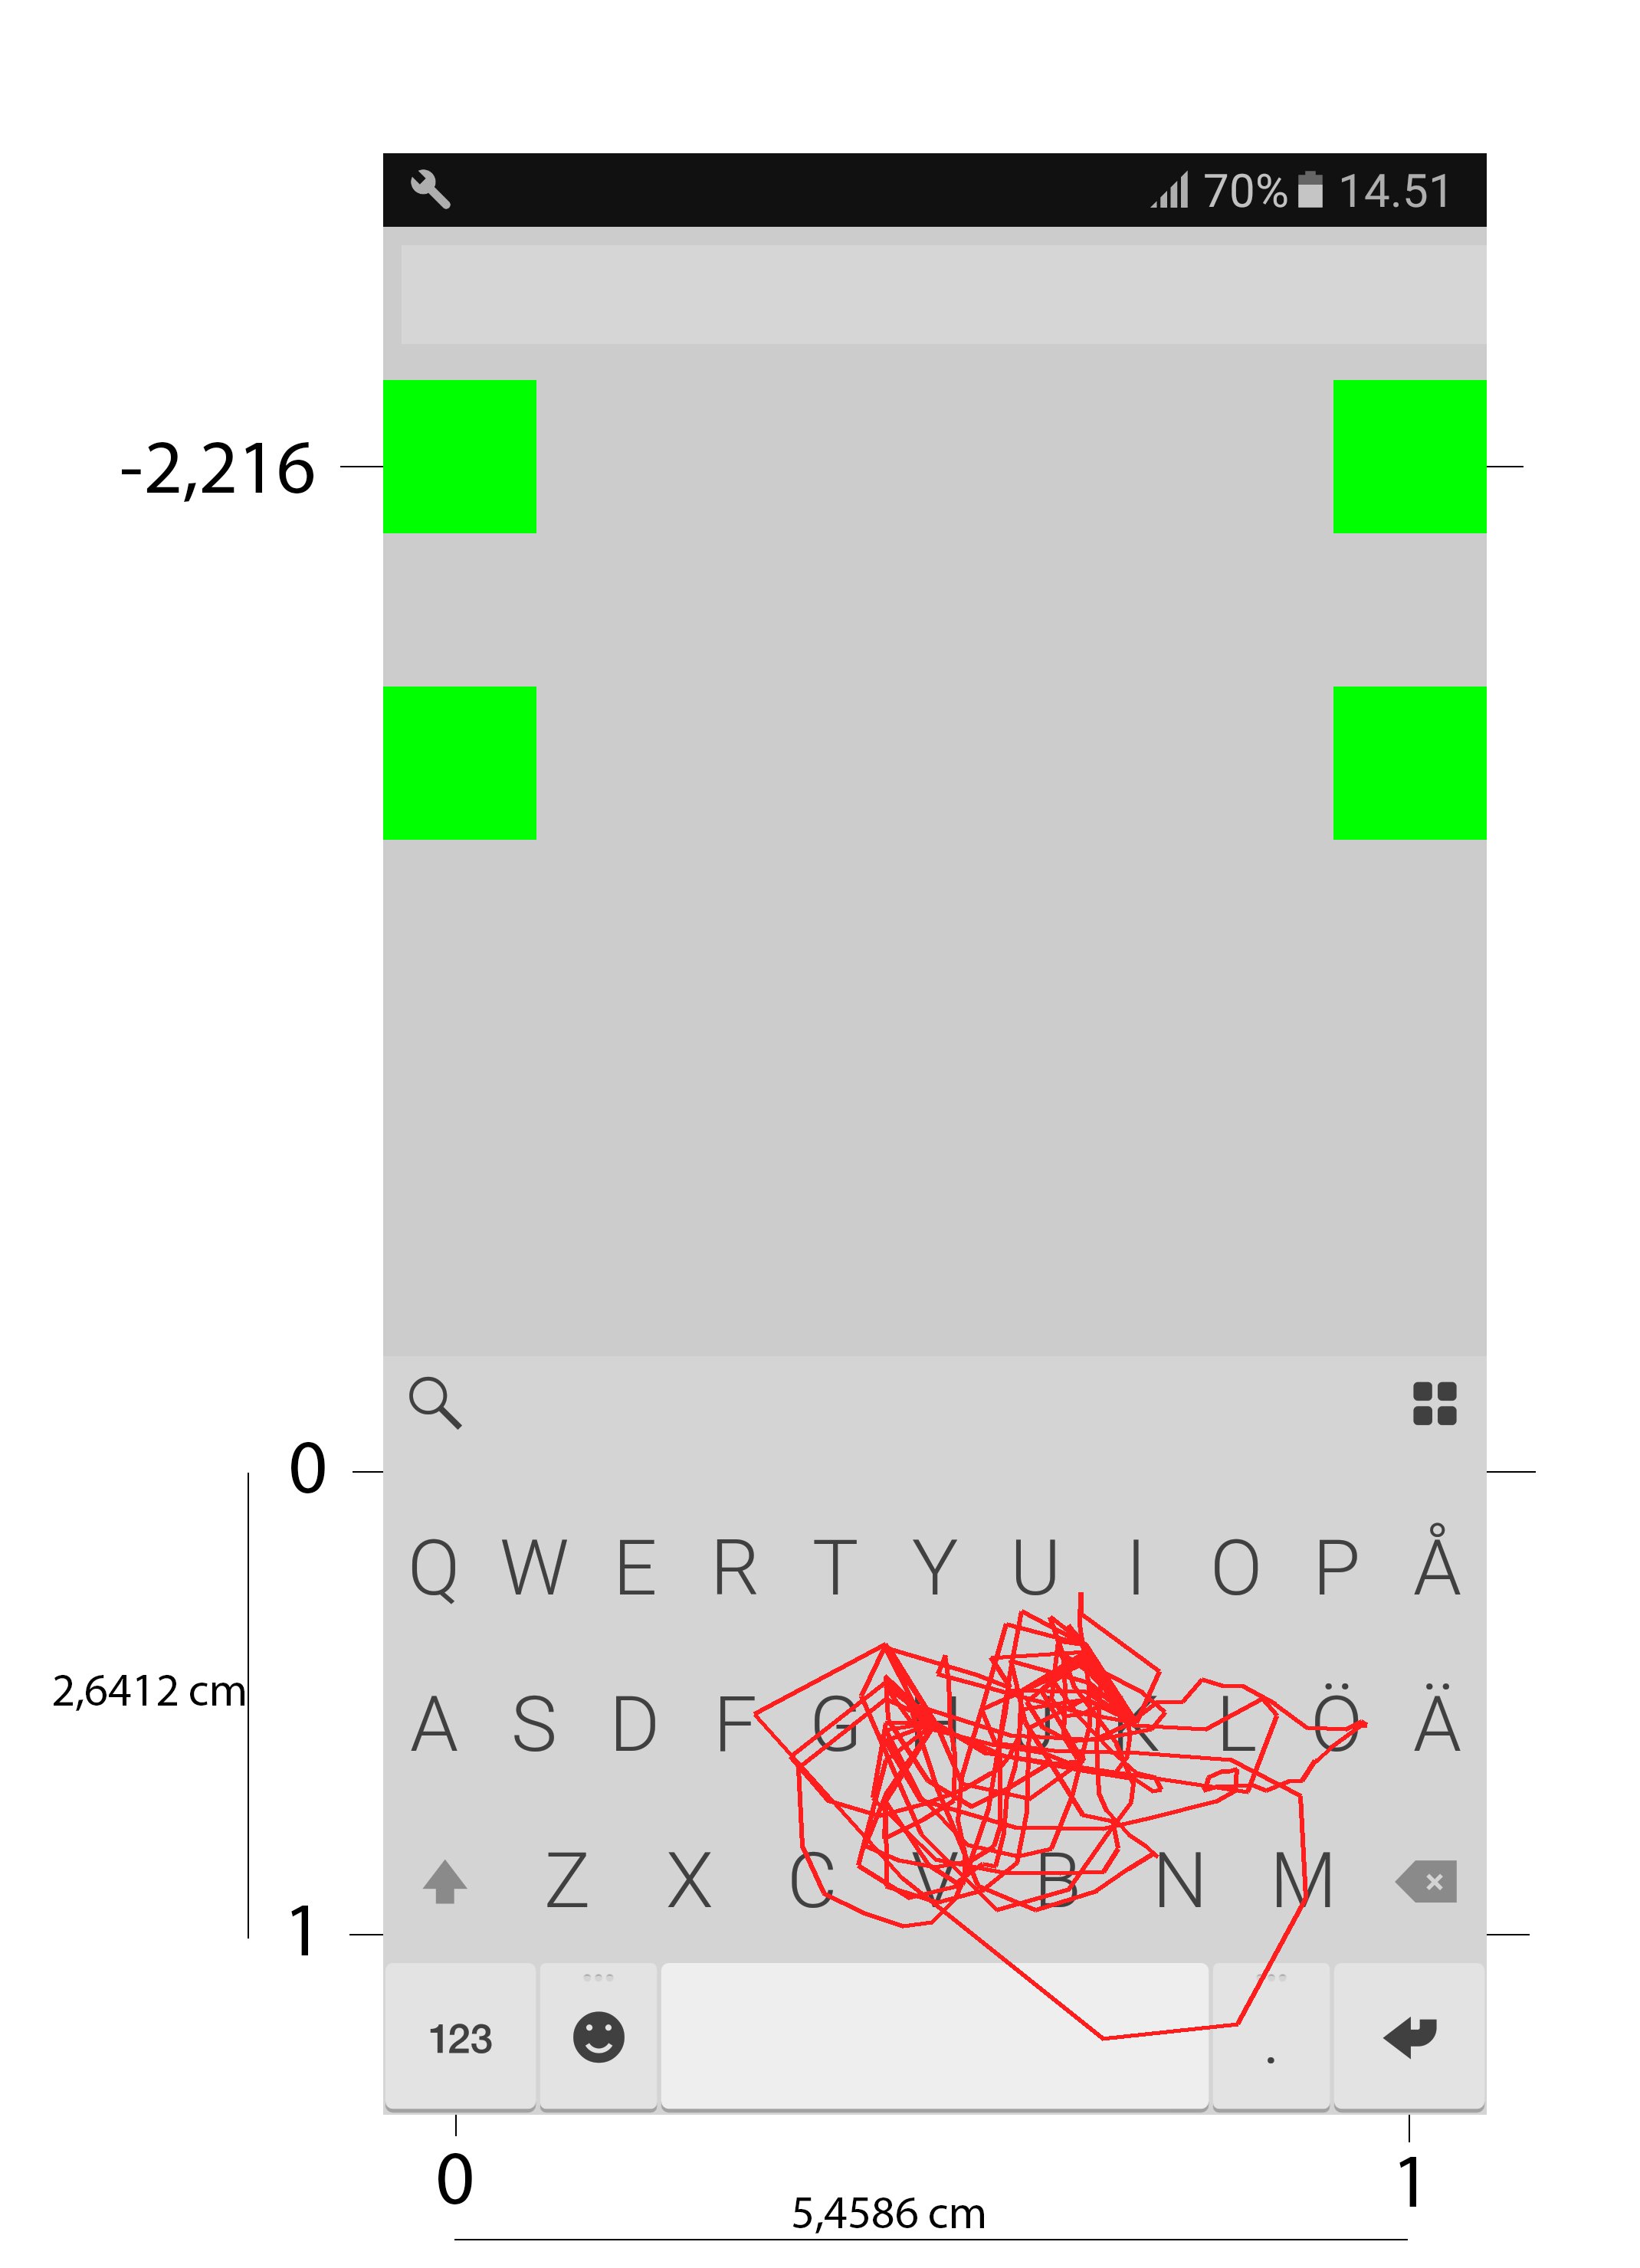 70% 14.51
-2,216
0
Q W E R T Y U I O P Å
2,6412 cm
A S D F G H J K L Ö Ä
Z X C V B N M
1
123 .
0 1
5,4586 cm